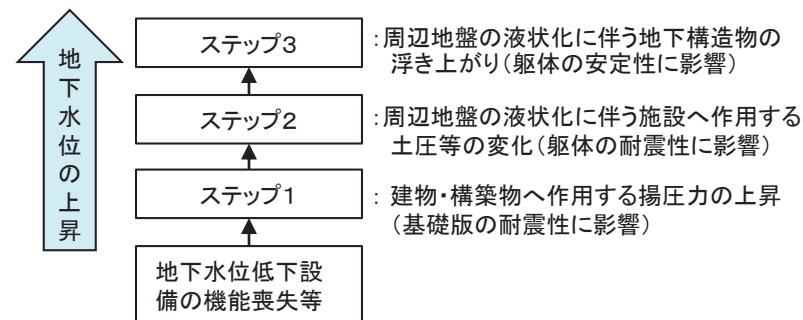 地下水位の上昇
ステップ3
:周辺地盤の液状化に伴う地下構造物の
浮き上がり(躯体の安定性に影響)
ステップ2
:周辺地盤の液状化に伴う施設へ作用する
土圧等の変化(躯体の耐震性に影響)
ステップ1
:建物・構築物へ作用する揚圧力の上昇
(基礎版の耐震性に影響)
地下水位低下設
備の機能喪失等